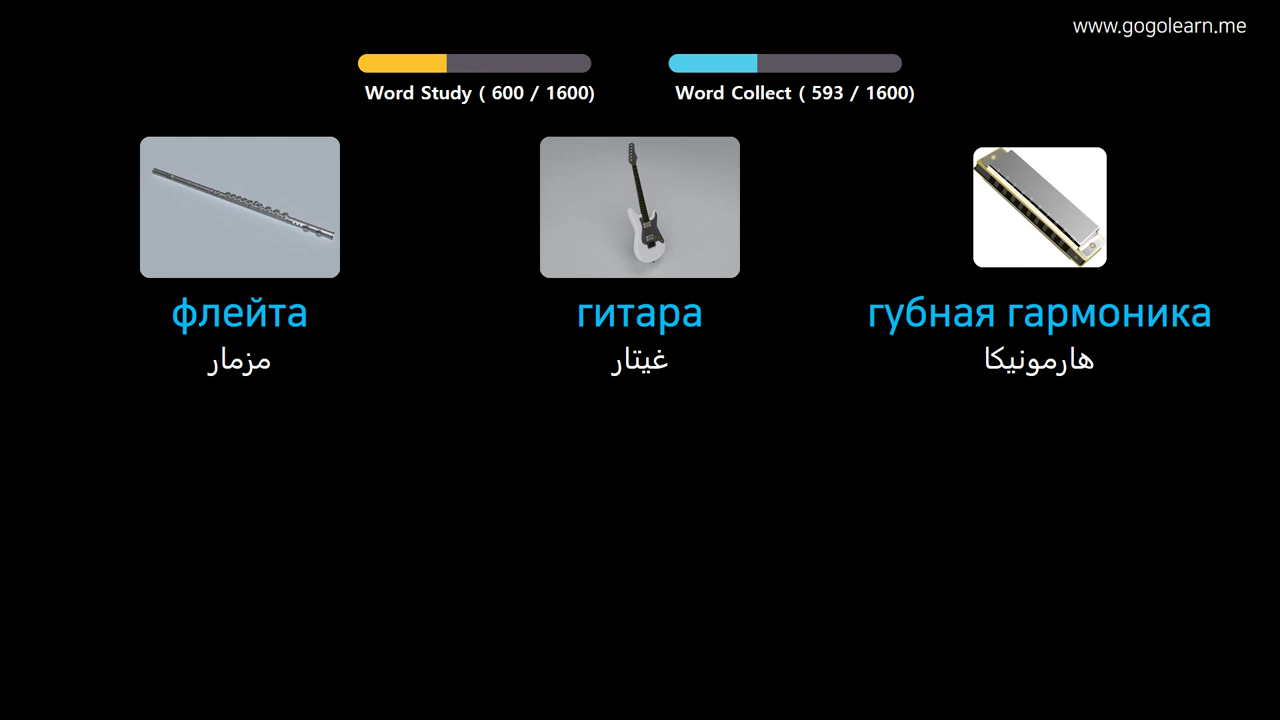 www.gogolearn.me
Word Study ( 600 / 1600)
Word Collect ( 593 / 1600)
флейта
гитара
губная гармоника
مزمار
غيتار
هارمونيكا